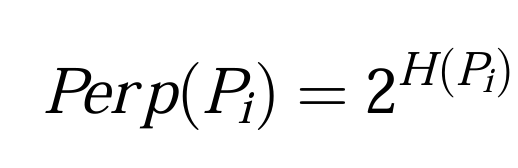 Perp(P_i) = 2^{H(P_i)}